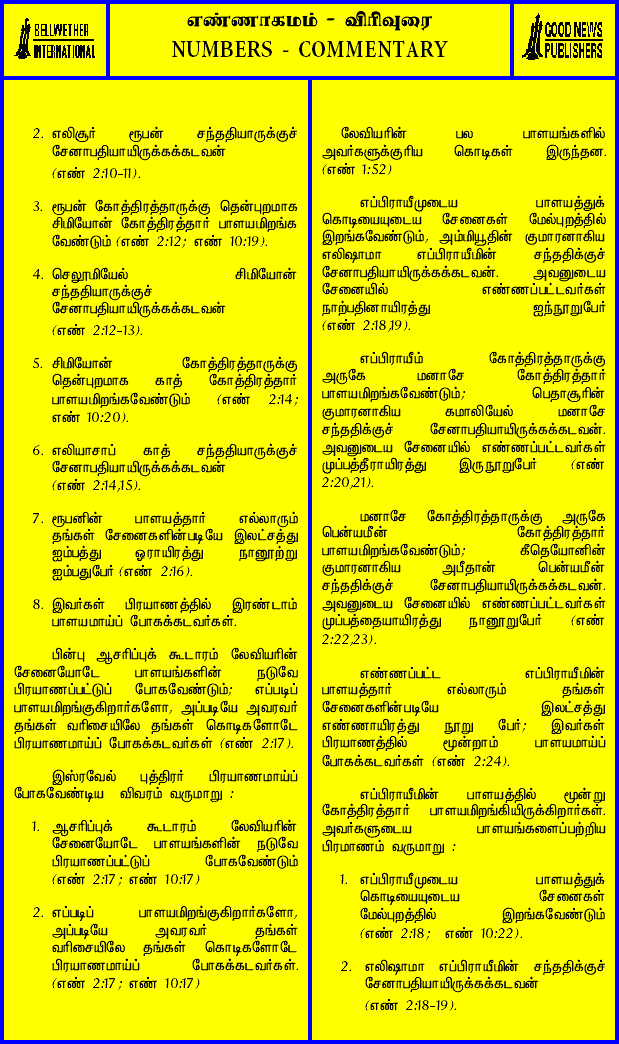 BELLWETHER
INTERNATIONAL
எண்ணாகமம் - விரிவுரை
NUMBERS - COMMENTARY
GOOD NEWS
PUBLISHERS
2. எலிசூர் ரூபன் சந்ததியாருக்குச்
சேனாபதியாயிருக்கக்கடவன்
(எண் 2:10-11).
3. ரூபன் கோத்திரத்தாருக்கு தென்புறமாக
சிமியோன் கோத்திரத்தார் பாளயமிறங்க
வேண்டும் (எண் 2:12; எண் 10:19).
4. செலூமியேல் சிமியோன்
சந்ததியாருக்குச்
சேனாபதியாயிருக்கக்கடவன்
(எண் 2:12-13).
5. சிமியோன் கோத்திரத்தாருக்கு
தென்புறமாக காத் கோத்திரத்தார்
பாளயமிறங்கவேண்டும் (எண் 2:14;
எண் 10:20).
6. எலியாசாப் காத் சந்ததியாருக்குச்
சேனாபதியாயிருக்கக்கடவன்
(எண் 2:14,15).
7. ரூபனின் பாளயத்தார் எல்லாரும்
தங்கள் சேனைகளின்படியே இலட்சத்து
ஐம்பத்து ஓராயிரத்து நானூற்று
ஐம்பதுபேர் (எண் 2:16).
8. இவர்கள் பிரயாணத்தில் இரண்டாம்
பாளயமாய்ப் போகக்கடவர்கள்.
பின்பு ஆசரிப்புக் கூடாரம் லேவியரின்
சேனையோடே பாளயங்களின் நடுவே
பிரயாணப்பட்டுப் போகவேண்டும்; எப்படிப்
பாளயமிறங்குகிறார்களோ, அப்படியே அவரவர்
தங்கள் வரிசையிலே தங்கள் கொடிகளோடே
பிரயாணமாய்ப் போகக்கடவர்கள் (எண் 2:17).
இஸ்ரவேல் புத்திரர் பிரயாணமாய்ப்
போகவேண்டிய விவரம் வருமாறு :
1. ஆசரிப்புக் கூடாரம் லேவியரின்
சேனையோடே பாளயங்களின் நடுவே
பிரயாணப்பட்டுப் போகவேண்டும்
(எண் 2:17 ; எண் 10:17)
2. எப்படிப் பாளயமிறங்குகிறார்களோ,
அப்படியே அவரவர் தங்கள்
வரிசையிலே தங்கள் கொடிகளோடே
பிரயாணமாய்ப் போகக்கடவர்கள்.
(எண் 2:17 ; எண் 10:17)
லேவியரின் பல பாளயங்களில்
அவர்களுக்குரிய கொடிகள் இருந்தன.
(எண் 1:52)
எப்பிராயீமுடைய பாளயத்துக்
கொடியையுடைய சேனைகள் மேல்புறத்தில்
இறங்கவேண்டும், அம்மியூதின் குமாரனாகிய
எலிஷாமா எப்பிராயீமின் சந்ததிக்குச்
சேனாபதியாயிருக்கக்கடவன். அவனுடைய
சேனையில் எண்ணப்பட்டவர்கள்
நாற்பதினாயிரத்து ஐந்நூறுபேர்
(எண் 2:18,19).
எப்பிராயீம் கோத்திரத்தாருக்கு
அருகே மனாசே கோத்திரத்தார்
பாளயமிறங்கவேண்டும்; பெதாசூரின்
குமாரனாகிய கமாலியேல் மனாசே
சந்ததிக்குச் சேனாபதியாயிருக்கக்கடவன்.
அவனுடைய சேனையில் எண்ணப்பட்டவர்கள்
முப்பத்தீராயிரத்து இருநூறுபேர் (எண்
2:20,21).
மனாசே கோத்திரத்தாருக்கு அருகே
பென்யமீன் கோத்திரத்தார்
பாளயமிறங்கவேண்டும்; கீதெயோனின்
குமாரனாகிய அபீதான் பென்யமீன்
சந்ததிக்குச் சேனாபதியாயிருக்கக்கடவன்.
அவனுடைய சேனையில் எண்ணப்பட்டவர்கள்
முப்பத்தையாயிரத்து நானூறுபேர் (எண்
2:22,23).
எண்ணப்பட்ட எப்பிராயீமின்
பாளயத்தார் எல்லாரும் தங்கள்
சேனைகளின்படியே இலட்சத்து
எண்ணாயிரத்து நூறு பேர்; இவர்கள்
பிரயாணத்தில் மூன்றாம் பாளயமாய்ப்
போகக்கடவர்கள் (எண் 2:24).
எப்பிராயீமின் பாளயத்தில் மூன்று
கோத்திரத்தார் பாளயமிறங்கியிருக்கிறார்கள்.
அவர்களுடைய பாளயங்களைப்பற்றிய
பிரமாணம் வருமாறு :
1. எப்பிராயீமுடைய பாளயத்துக்
கொடியையுடைய சேனைகள்
மேல்புறத்தில் இறங்கவேண்டும்
(எண் 2:18; எண் 10:22).
2. எலிஷாமா எப்பிராயீமின் சந்ததிக்குச்
சேனாபதியாயிருக்கக்கடவன்
(எண் 2:18-19).